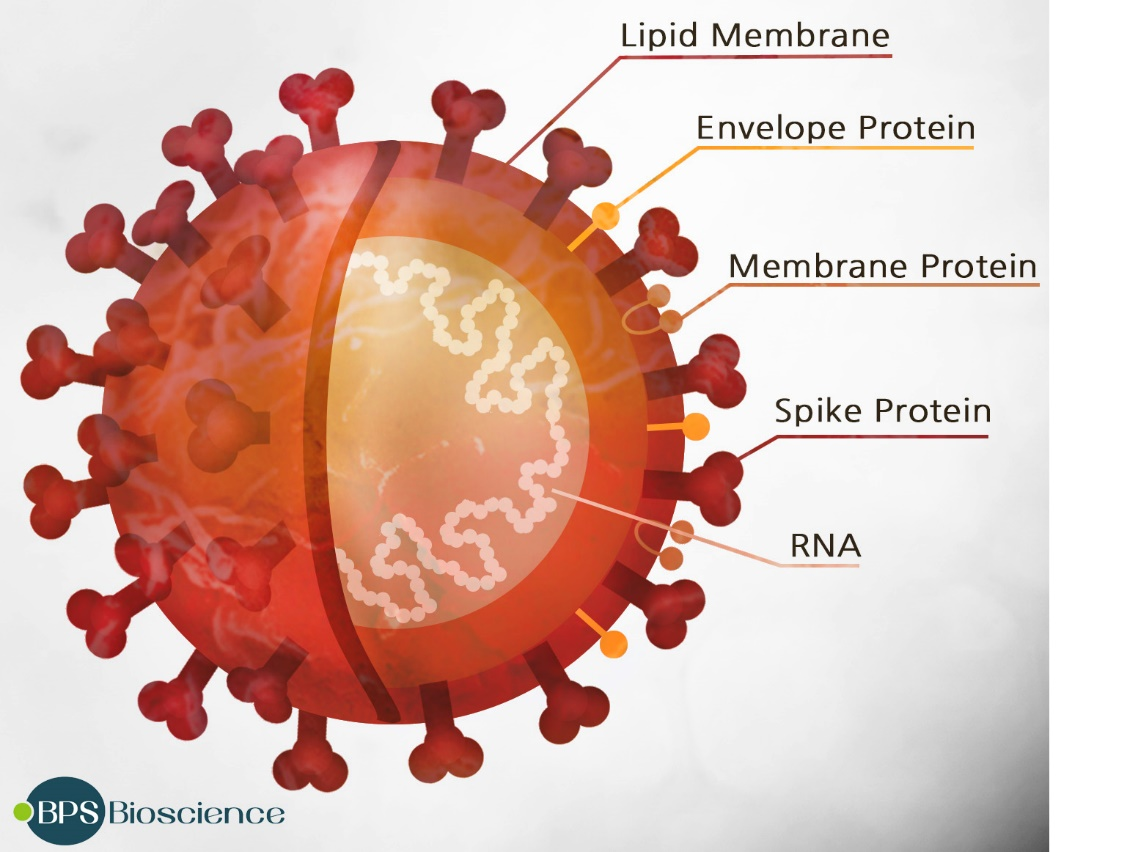 Lipid Membrane
Envelope Protein
Membrane Protein
Spike Protein
RNA
BPS Bioscience